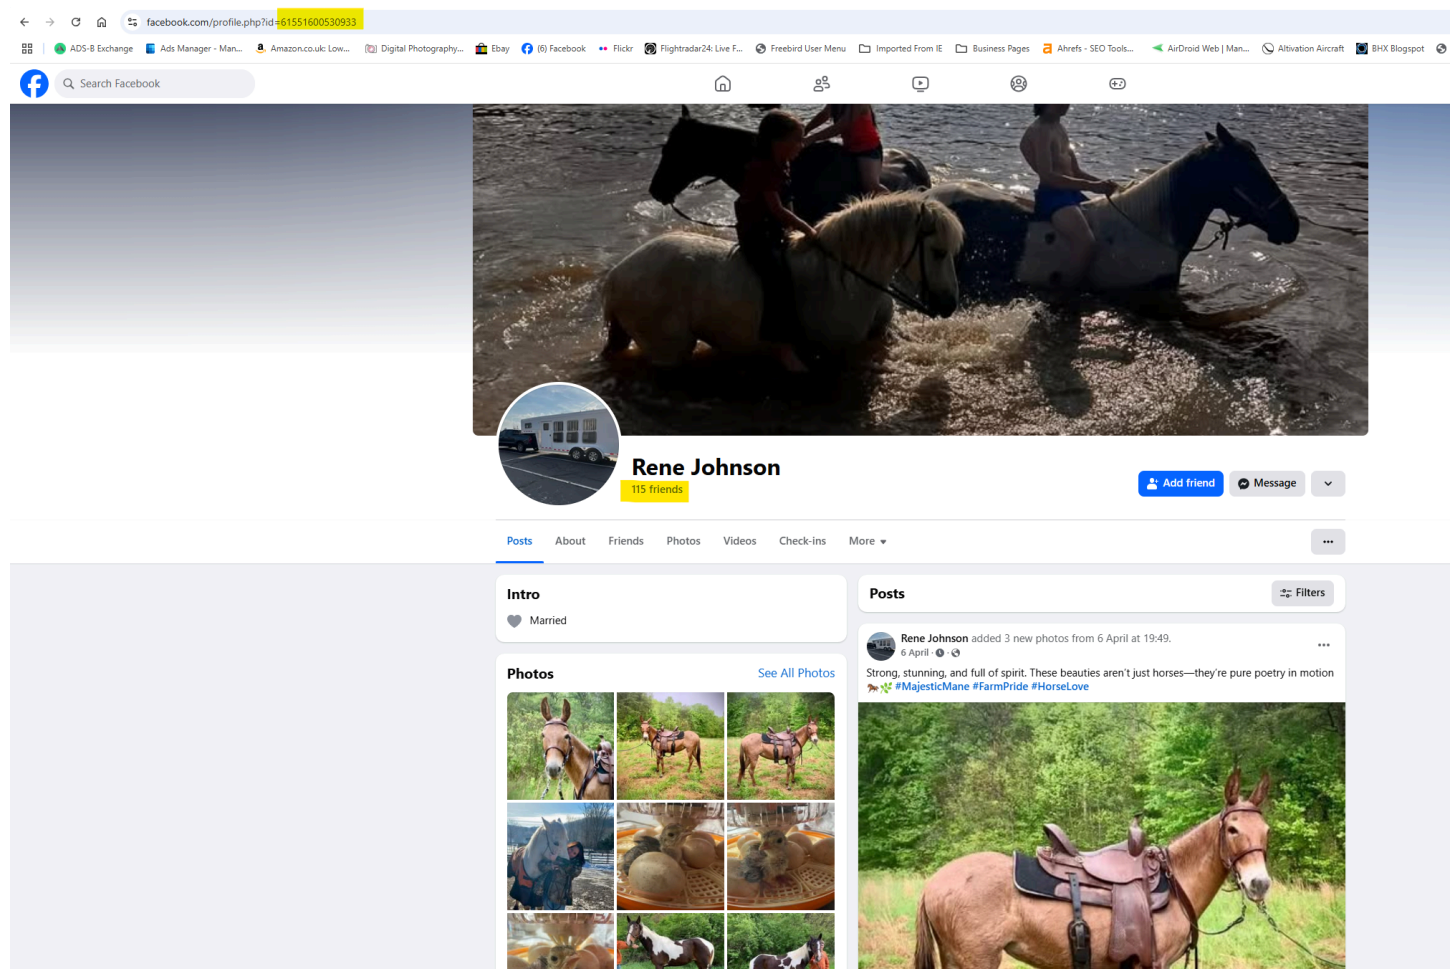 facebook.com/profile.php?id=61551600530933
ADS-B Exchange
Ads Manager - Man...
Amazon.co.uk: Low...
Digital Photography...
Ebay
(6) Facebook
Flickr
Flightradar24: Live F...
Freebird User Menu
Imported From IE
Business Pages
Ahrefs - SEO Tools...
AirDroid Web | Man...
Altivation Aircraft
BHX Blogspot
Search Facebook
Rene Johnson
115 friends
Add friend
Message
Posts
About
Friends
Photos
Videos
Check-ins
More
Intro
Married
Photos
See All Photos
Posts
Filters
Rene Johnson added 3 new photos from 6 April at 19:49.
6 April
Strong, stunning, and full of spirit. These beauties aren't just horses—they're pure poetry in motion
🐎🌿 #MajesticMane #FarmPride #HorseLove